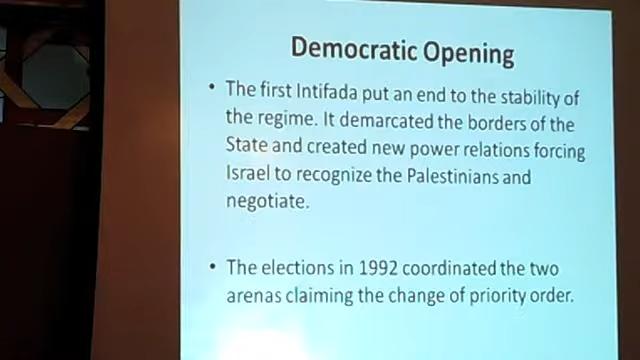 Democratic Opening
• The first Intifada put an end to the stability of
the regime. It demarcated the borders of the
State and created new power relations forcing
Israel to recognize the Palestinians and
negotiate.
• The elections in 1992 coordinated the two
arenas claiming the change of priority order.